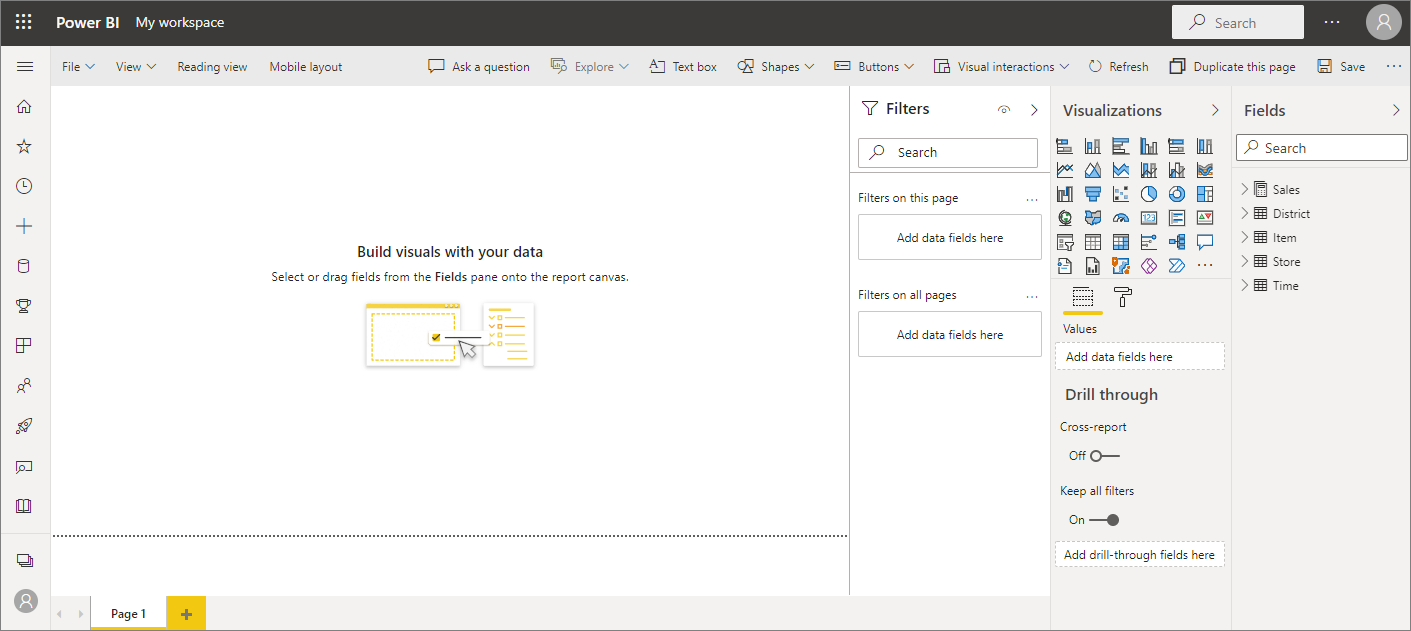 Power BI My workspace Search
File View Reading view Mobile layout Ask a question Explore Text box Shapes Buttons Visual interactions Refresh Duplicate this page Save
Build visuals with your data
Select or drag fields from the Fields pane onto the report canvas.
Filters
Search
Filters on this page
Add data fields here
Filters on all pages
Add data fields here
Visualizations
123
Values
Add data fields here
Drill through
Cross-report
Off
Keep all filters
On
Add drill-through fields here
Fields
Search
Sales
District
Item
Store
Time
Page 1